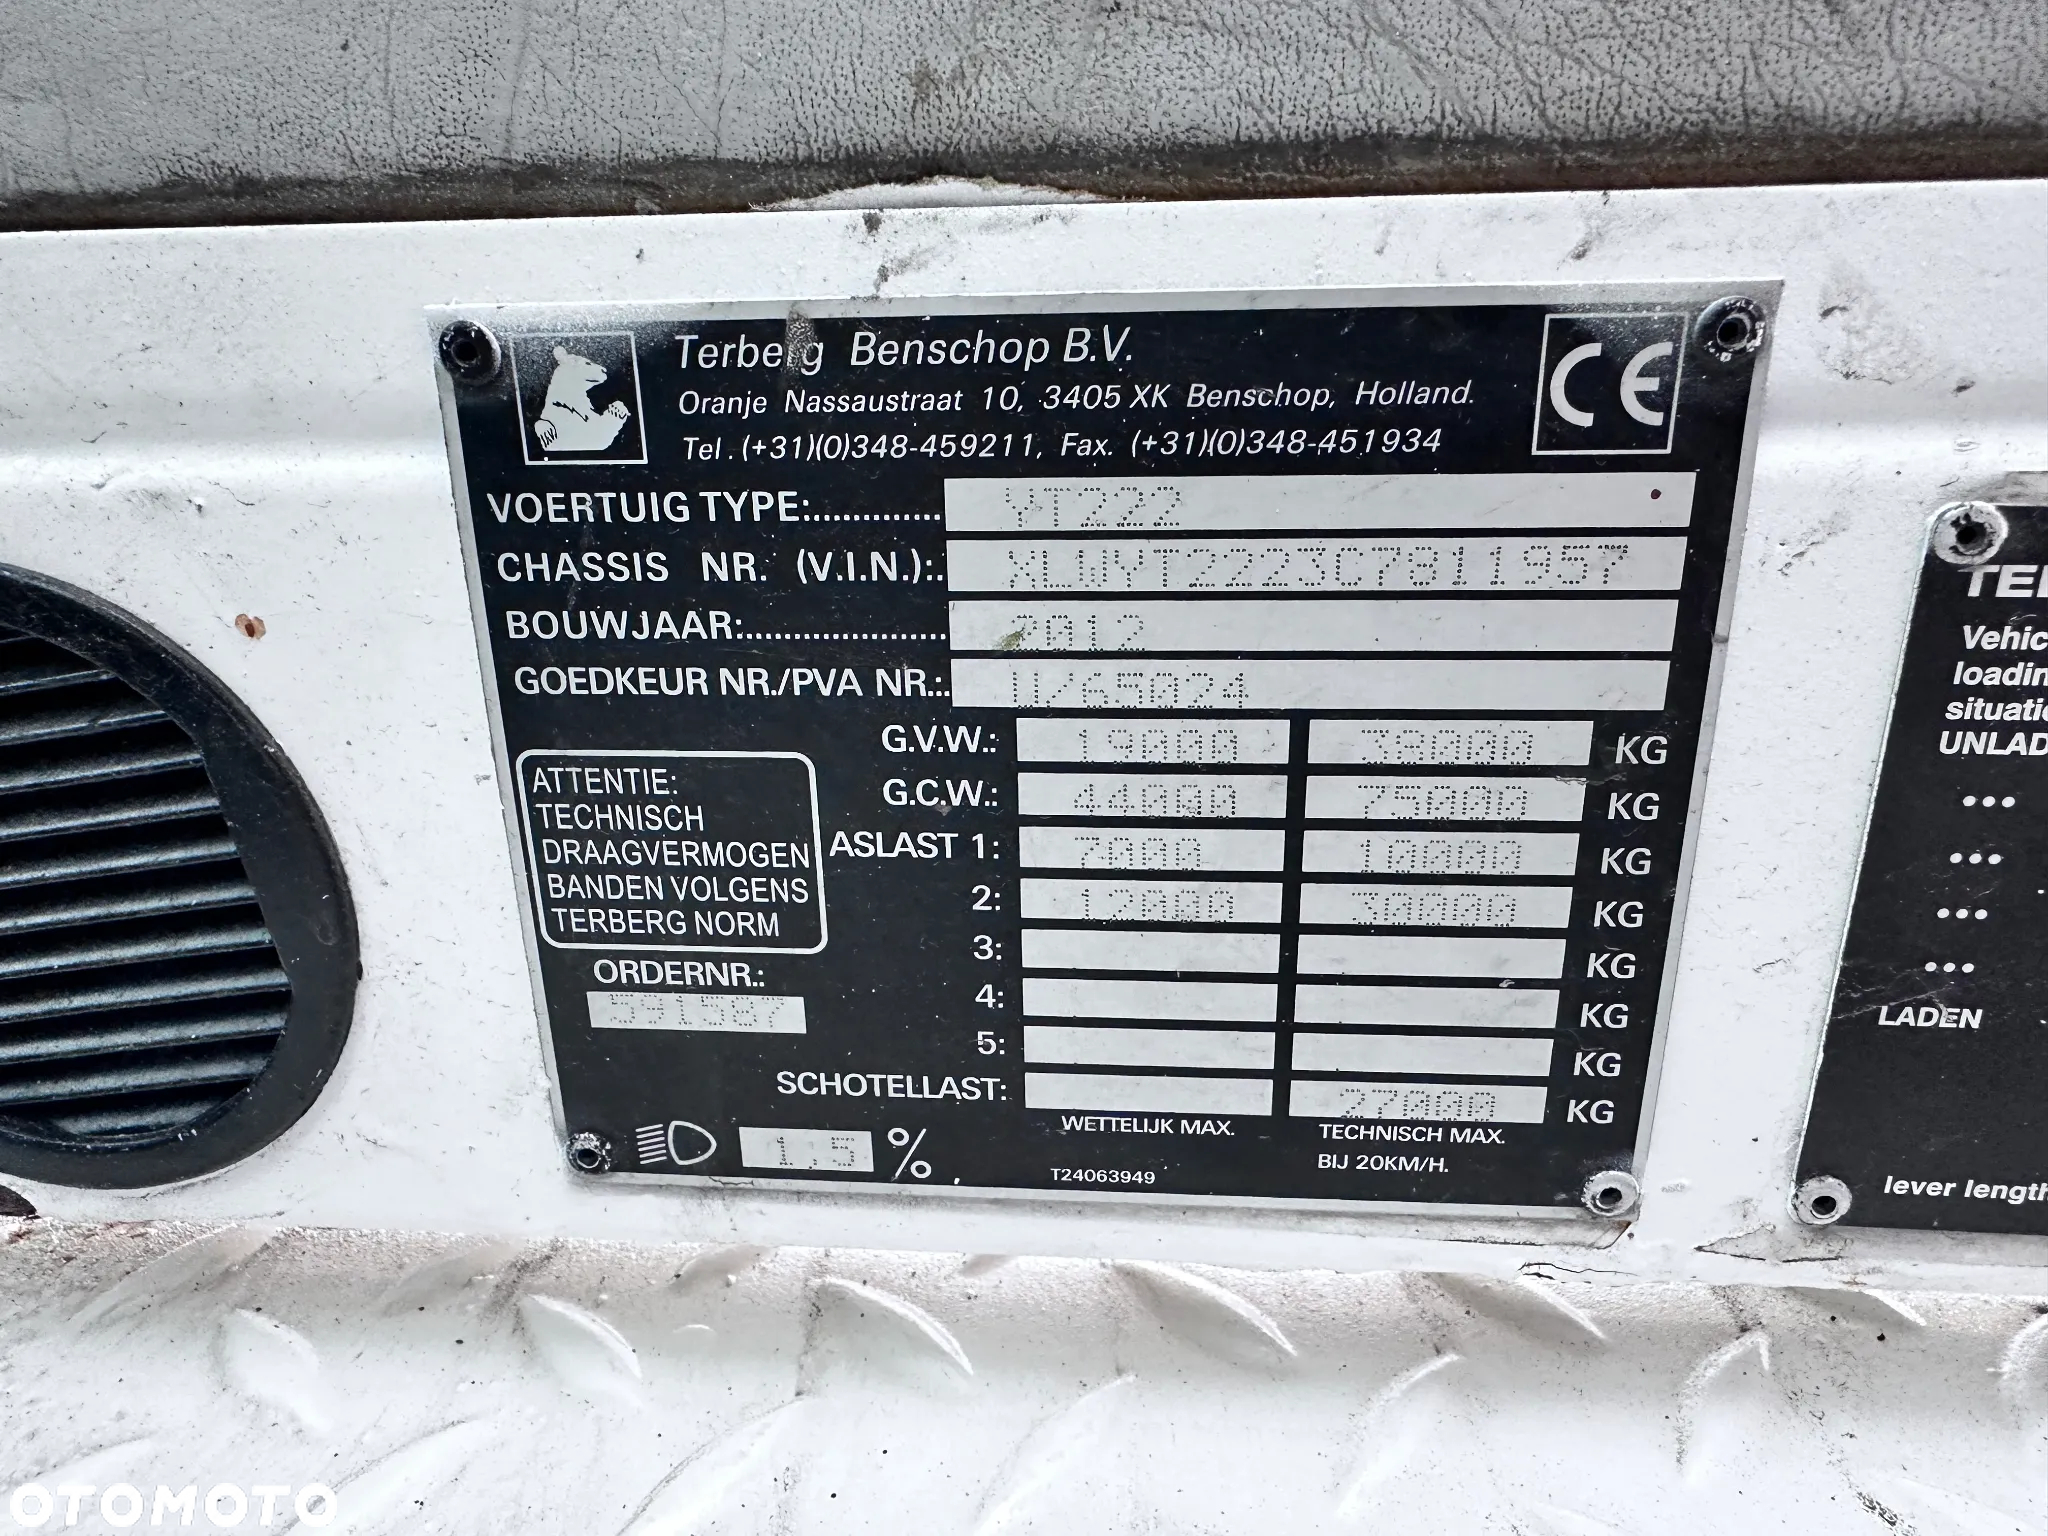 Terberg Benschop B.V.
Oranje Nassaustraat 10, 3405 XK Benschop, Holland.
Tel. (+31)(0)348-459211, Fax. (+31)(0)348-451934
CE
VOERTUIG TYPE:.............. YT222
CHASSIS NR. (V.I.N.):. XLWYT2223C7811957
BOUWJAAR:...................... 2012
GOEDKEUR NR./PVA NR.:. W/65024
G.V.W.: 19000 38000 KG
G.C.W.: 44000 75000 KG
ASLAST 1: 7000 10000 KG
2: 12000 30000 KG
3: KG
4: KG
5: KG
SCHOTELLAST: 27000 KG
WETTELIJK MAX. TECHNISCH MAX.
BIJ 20KM/H.
ATTENTIE:
TECHNISCH
DRAAGVERMOGEN
BANDEN VOLGENS
TERBERG NORM
ORDERNR.:
591587
1,5 %
T24063949
loadin
UNLAD
...
...
...
...
LADEN
lever length
OTOMOTO